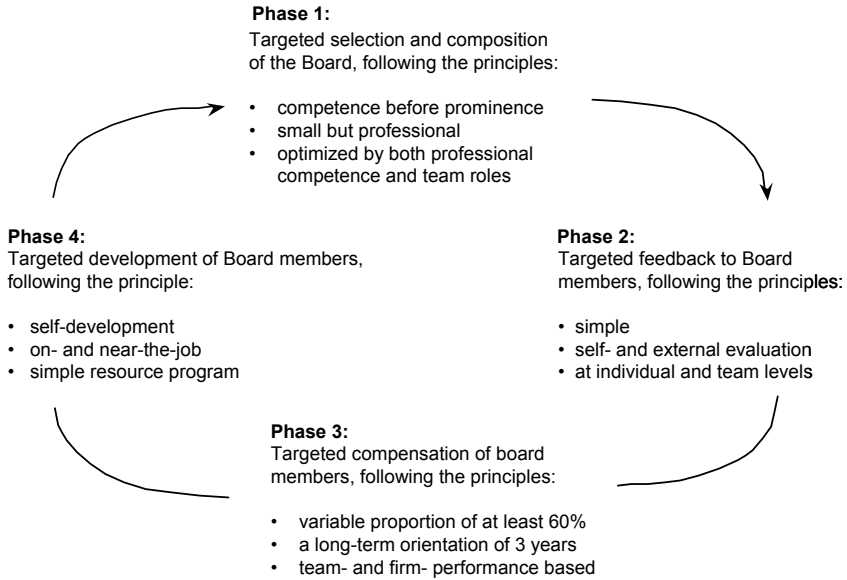 Phase 1:
Targeted selection and composition
of the Board, following the principles:
• competence before prominence
• small but professional
• optimized by both professional
competence and team roles
Phase 4:
Targeted development of Board members,
following the principle:
• self-development
• on- and near-the-job
• simple resource program
Phase 2:
Targeted feedback to Board
members, following the principles:
• simple
• self- and external evaluation
• at individual and team levels
Phase 3:
Targeted compensation of board
members, following the principles:
• variable proportion of at least 60%
• a long-term orientation of 3 years
• team- and firm- performance based